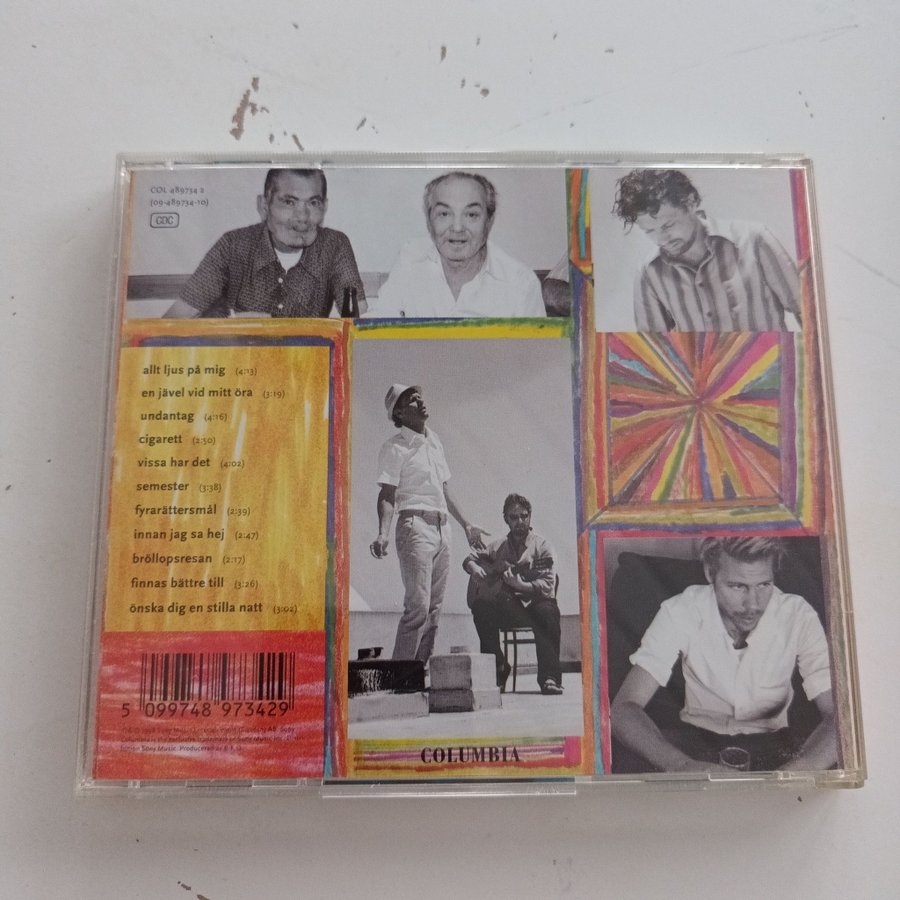 COL 489734 2
(09-489734-10)
allt ljus på mig (4:13)
en jävel vid mitt öra (3:19)
undantag (4:16)
cigarett (2:50)
vissa har det (4:02)
semester (3:38)
fyrarättersmål (2:39)
innan jag sa hej (2:47)
bröllopsresan (2:17)
finnas bättre till (3:26)
önska dig en stilla natt (3:02)
5 099748 973429
COLUMBIA